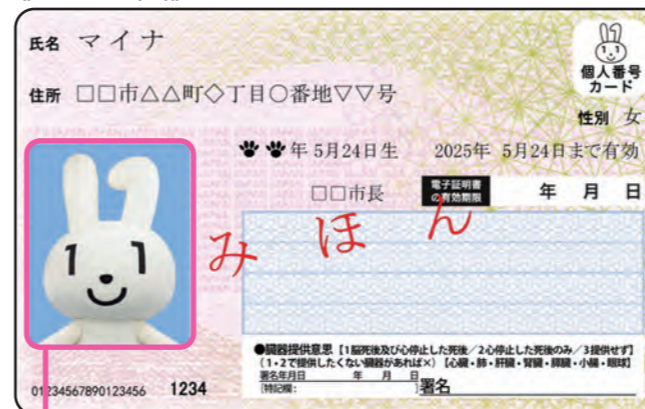 氏名 マイナ
個人番号
カード
住所 □□市△△町◇丁目○番地▽▽号
性別 女
年 5月24日生 2025年 5月24日まで有効
□□市長 電子証明書の有効期限 年 月 日
みほん
1 1
●臓器提供意思【1脳死後及び心停止した死後/2心停止した死後のみ/3提供せず】
(1・2で提供したくない臓器があれば×)【心臓・肺・肝臓・腎臓・膵臓・小腸・眼球】
署名年月日 年 月 日
[特記欄: ] 署名
01234567890123456 1234